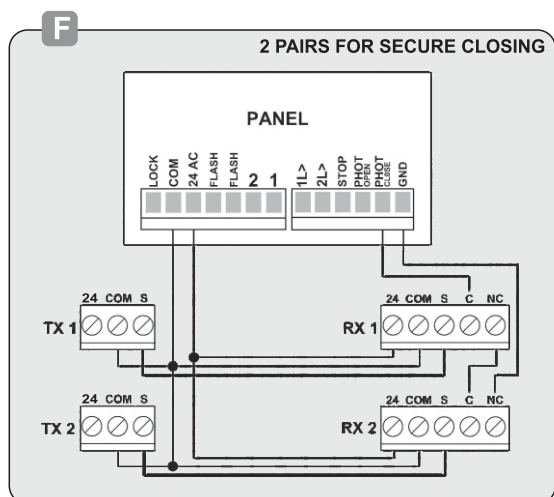 F
2 PAIRS FOR SECURE CLOSING
PANEL
LOCK
COM
24 AC
FLASH
FLASH
2
1
1L>
2L>
STOP
PHOT OPEN
PHOT CLOSE
GND
24 COM S
TX 1
24 COM S C NC
RX 1
24 COM S
TX 2
24 COM S C NC
RX 2